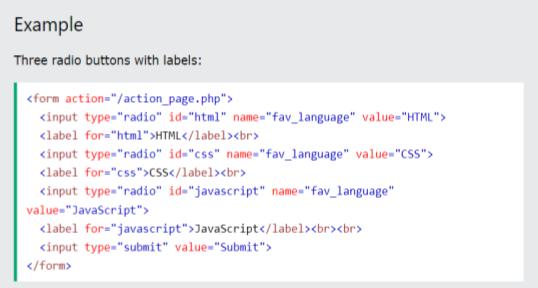 Example
Three radio buttons with labels:
<form action="/action_page.php">
<input type="radio" id="html" name="fav_language" value="HTML">
<label for="html">HTML</label><br>
<input type="radio" id="css" name="fav_language" value="CSS">
<label for="css">CSS</label><br>
<input type="radio" id="javascript" name="fav_language"
value="JavaScript">
<label for="javascript">JavaScript</label><br><br>
<input type="submit" value="Submit">
</form>